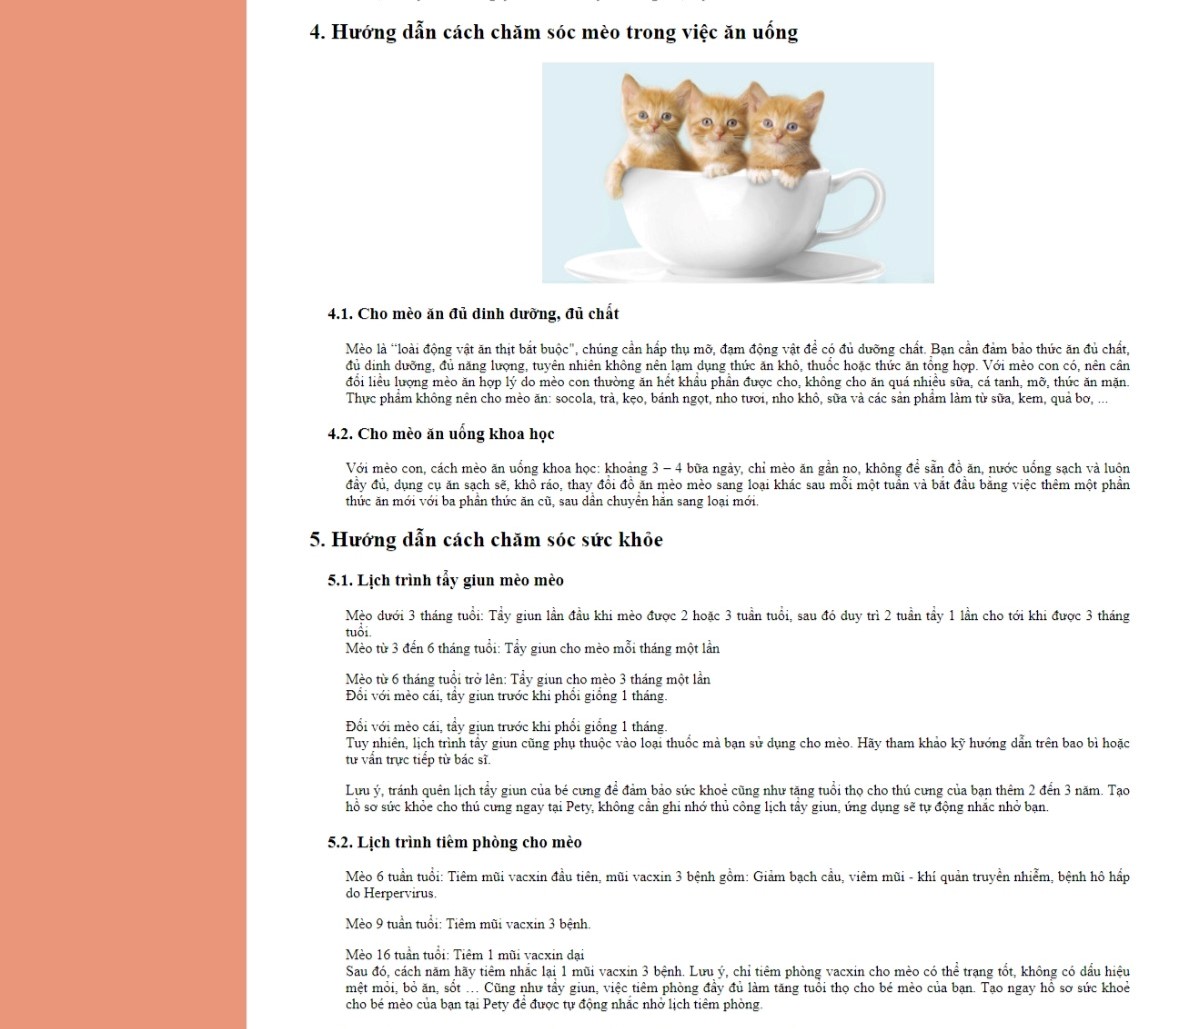 4. Hướng dẫn cách chăm sóc mèo trong việc ăn uống
4.1. Cho mèo ăn đủ dinh dưỡng, đủ chất
Mèo là “loài động vật ăn thịt bắt buộc”, chúng cần hấp thụ mỡ, đạm động vật để có đủ dưỡng chất. Bạn cần đảm bảo thức ăn đủ chất,
đủ dinh dưỡng, đủ năng lượng, tuyên nhiên không nên lạm dụng thức ăn khô, thuốc hoặc thức ăn tổng hợp. Với mèo con có, nên cân
đối liều lượng mèo ăn hợp lý do mèo con thường ăn hết khẩu phần được cho, không cho ăn quá nhiều sữa, cá tanh, mỡ, thức ăn mặn.
Thực phẩm không nên cho mèo ăn: socola, trà, kẹo, bánh ngọt, nho tươi, nho khô, sữa và các sản phẩm làm từ sữa, kem, quả bơ, ...
4.2. Cho mèo ăn uống khoa học
Với mèo con, cách mèo ăn uống khoa học: khoảng 3 – 4 bữa ngày, chỉ mèo ăn gần no, không để sẵn đồ ăn, nước uống sạch và luôn
đầy đủ, dụng cụ ăn sạch sẽ, khô ráo, thay đổi đồ ăn mèo mèo sang loại khác sau mỗi một tuần và bắt đầu bằng việc thêm một phần
thức ăn mới với ba phần thức ăn cũ, sau dần chuyển hẳn sang loại mới.
5. Hướng dẫn cách chăm sóc sức khỏe
5.1. Lịch trình tẩy giun mèo mèo
Mèo dưới 3 tháng tuổi: Tẩy giun lần đầu khi mèo được 2 hoặc 3 tuần tuổi, sau đó duy trì 2 tuần tẩy 1 lần cho tới khi được 3 tháng
tuổi.
Mèo từ 3 đến 6 tháng tuổi: Tẩy giun cho mèo mỗi tháng một lần
Mèo từ 6 tháng tuổi trở lên: Tẩy giun cho mèo 3 tháng một lần
Đối với mèo cái, tẩy giun trước khi phối giống 1 tháng.
Đối với mèo cái, tẩy giun trước khi phối giống 1 tháng.
Tuy nhiên, lịch trình tẩy giun cũng phụ thuộc vào loại thuốc mà bạn sử dụng cho mèo. Hãy tham khảo kỹ hướng dẫn trên bao bì hoặc
tư vấn trực tiếp từ bác sĩ.
Lưu ý, tránh quên lịch tẩy giun của bé cưng để đảm bảo sức khoẻ cũng như tăng tuổi thọ cho thú cưng của bạn thêm 2 đến 3 năm. Tạo
hồ sơ sức khỏe cho thú cưng ngay tại Pety, không cần ghi nhớ thủ công lịch tẩy giun, ứng dụng sẽ tự động nhắc nhở bạn.
5.2. Lịch trình tiêm phòng cho mèo
Mèo 6 tuần tuổi: Tiêm mũi vacxin đầu tiên, mũi vacxin 3 bệnh gồm: Giảm bạch cầu, viêm mũi - khí quản truyền nhiễm, bệnh hô hấp
do Herpervirus.
Mèo 9 tuần tuổi: Tiêm mũi vacxin 3 bệnh.
Mèo 16 tuần tuổi: Tiêm 1 mũi vacxin dại
Sau đó, cách năm hãy tiêm nhắc lại 1 mũi vacxin 3 bệnh. Lưu ý, chỉ tiêm phòng vacxin cho mèo có thể trạng tốt, không có dấu hiệu
mệt mỏi, bỏ ăn, sốt … Cũng như tẩy giun, việc tiêm phòng đầy đủ làm tăng tuổi thọ cho bé mèo của bạn. Tạo ngay hồ sơ sức khoẻ
cho bé mèo của bạn tại Pety để được tự động nhắc nhở lịch tiêm phòng.